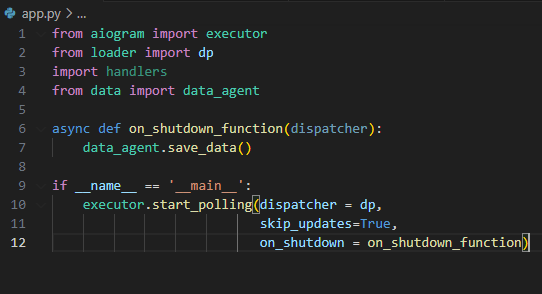 app.py > ...
1 from aiogram import executor
2 from loader import dp
3 import handlers
4 from data import data_agent
5
6 async def on_shutdown_function(dispatcher):
7     data_agent.save_data()
8
9 if __name__ == '__main__':
10     executor.start_polling(dispatcher = dp,
11                            skip_updates=True,
12                            on_shutdown = on_shutdown_function)